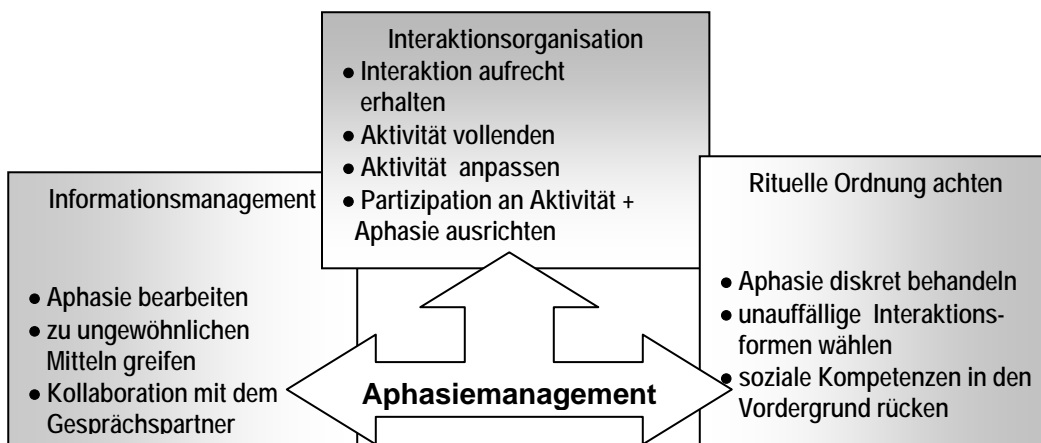 Interaktionsorganisation
• Interaktion aufrecht
erhalten
• Aktivität vollenden
• Aktivität anpassen
• Partizipation an Aktivität +
Aphasie ausrichten
Informationsmanagement
• Aphasie bearbeiten
• zu ungewöhnlichen
Mitteln greifen
• Kollaboration mit dem
Gesprächspartner
Rituelle Ordnung achten
• Aphasie diskret behandeln
• unauffällige Interaktions-
formen wählen
• soziale Kompetenzen in den
Vordergrund rücken
Aphasiemanagement